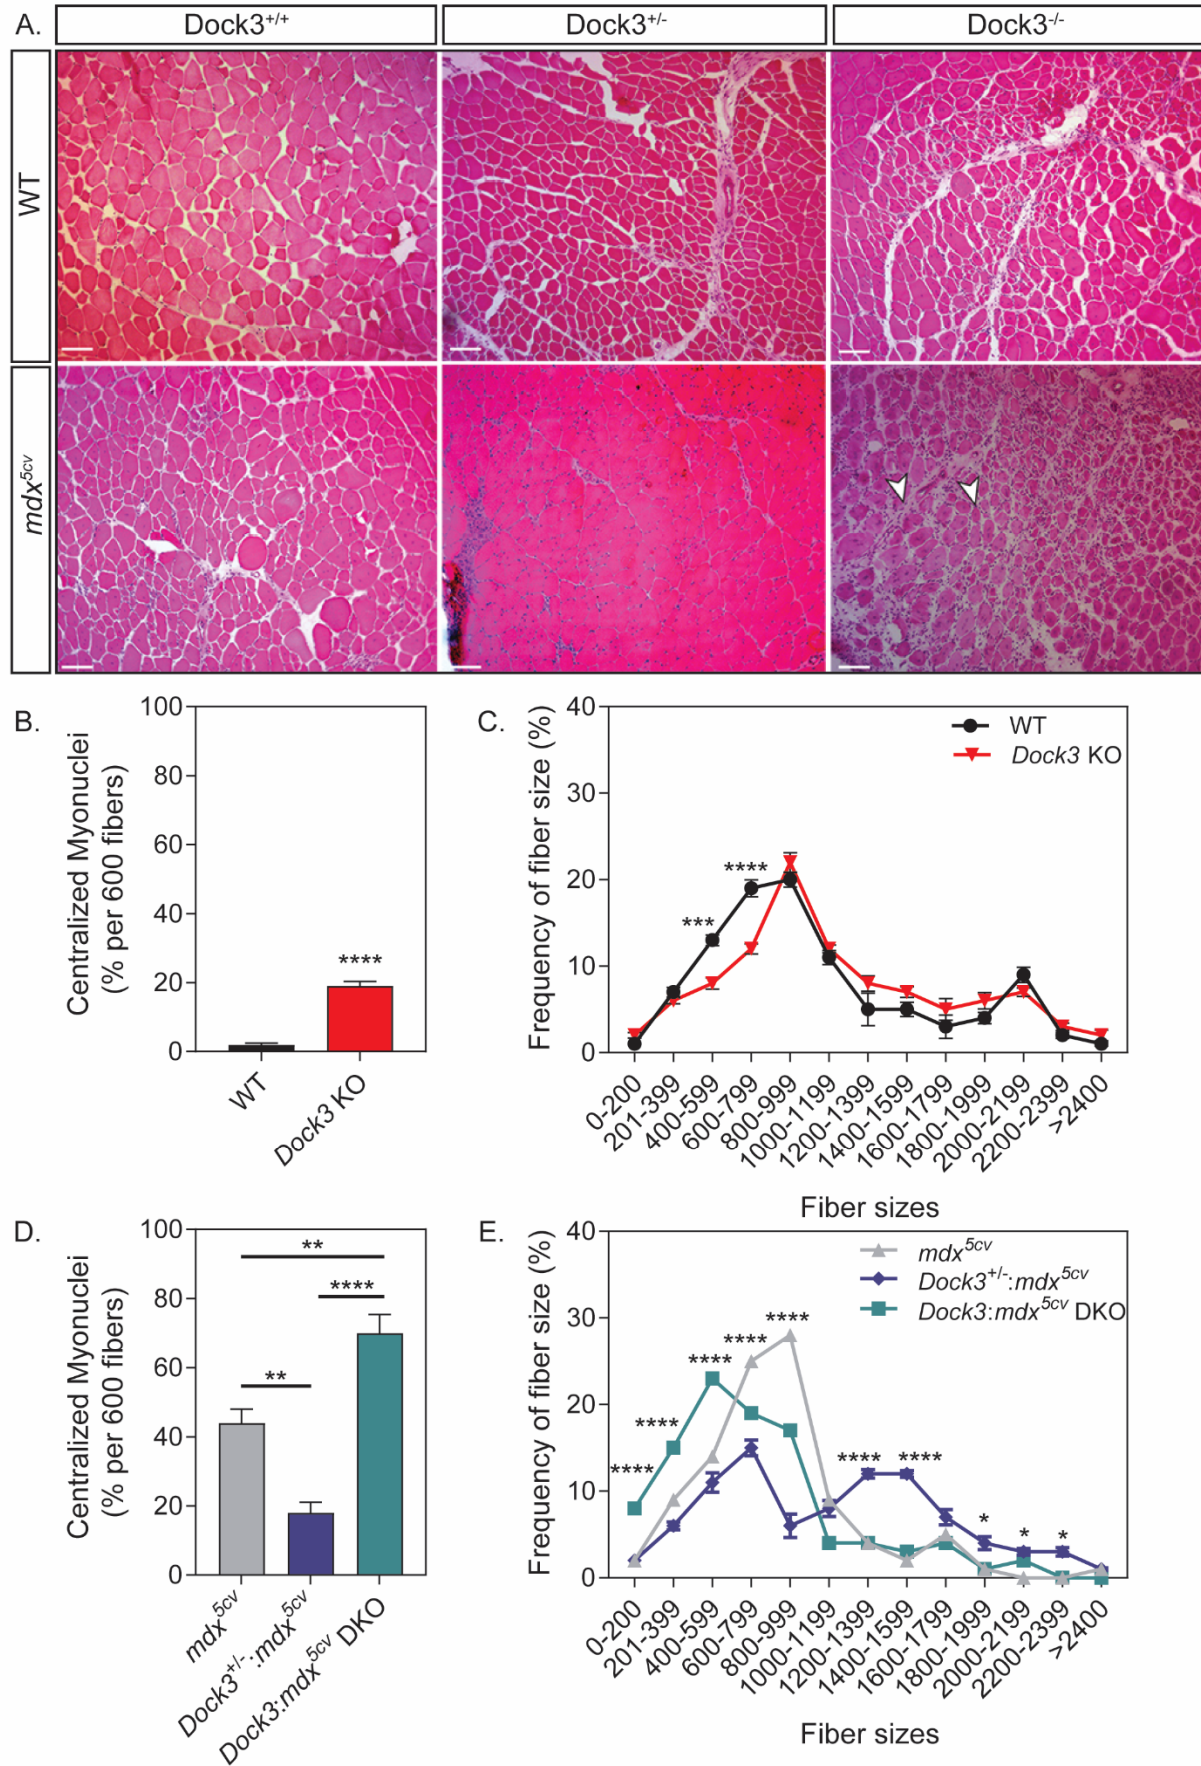 A.
Dock3+/+
Dock3+/-
Dock3-/-
WT
mdx5cv
B.
Centralized Myonuclei
(% per 600 fibers)
100
80
60
40
20
0
****
WT
Dock3 KO
C.
Frequency of fiber size (%)
40
30
20
10
0
WT
Dock3 KO
***
****
0-200
201-399
400-599
600-799
800-999
1000-1199
1200-1399
1400-1599
1600-1799
1800-1999
2000-2199
2200-2399
>2400
Fiber sizes
D.
Centralized Myonuclei
(% per 600 fibers)
100
80
60
40
20
0
**
****
**
mdx5cv
Dock3+/-:mdx5cv
Dock3:mdx5cv DKO
E.
Frequency of fiber size (%)
40
30
20
10
0
mdx5cv
Dock3+/-:mdx5cv
Dock3:mdx5cv DKO
****
****
****
****
****
****
****
*
*
*
0-200
201-399
400-599
600-799
800-999
1000-1199
1200-1399
1400-1599
1600-1799
1800-1999
2000-2199
2200-2399
>2400
Fiber sizes